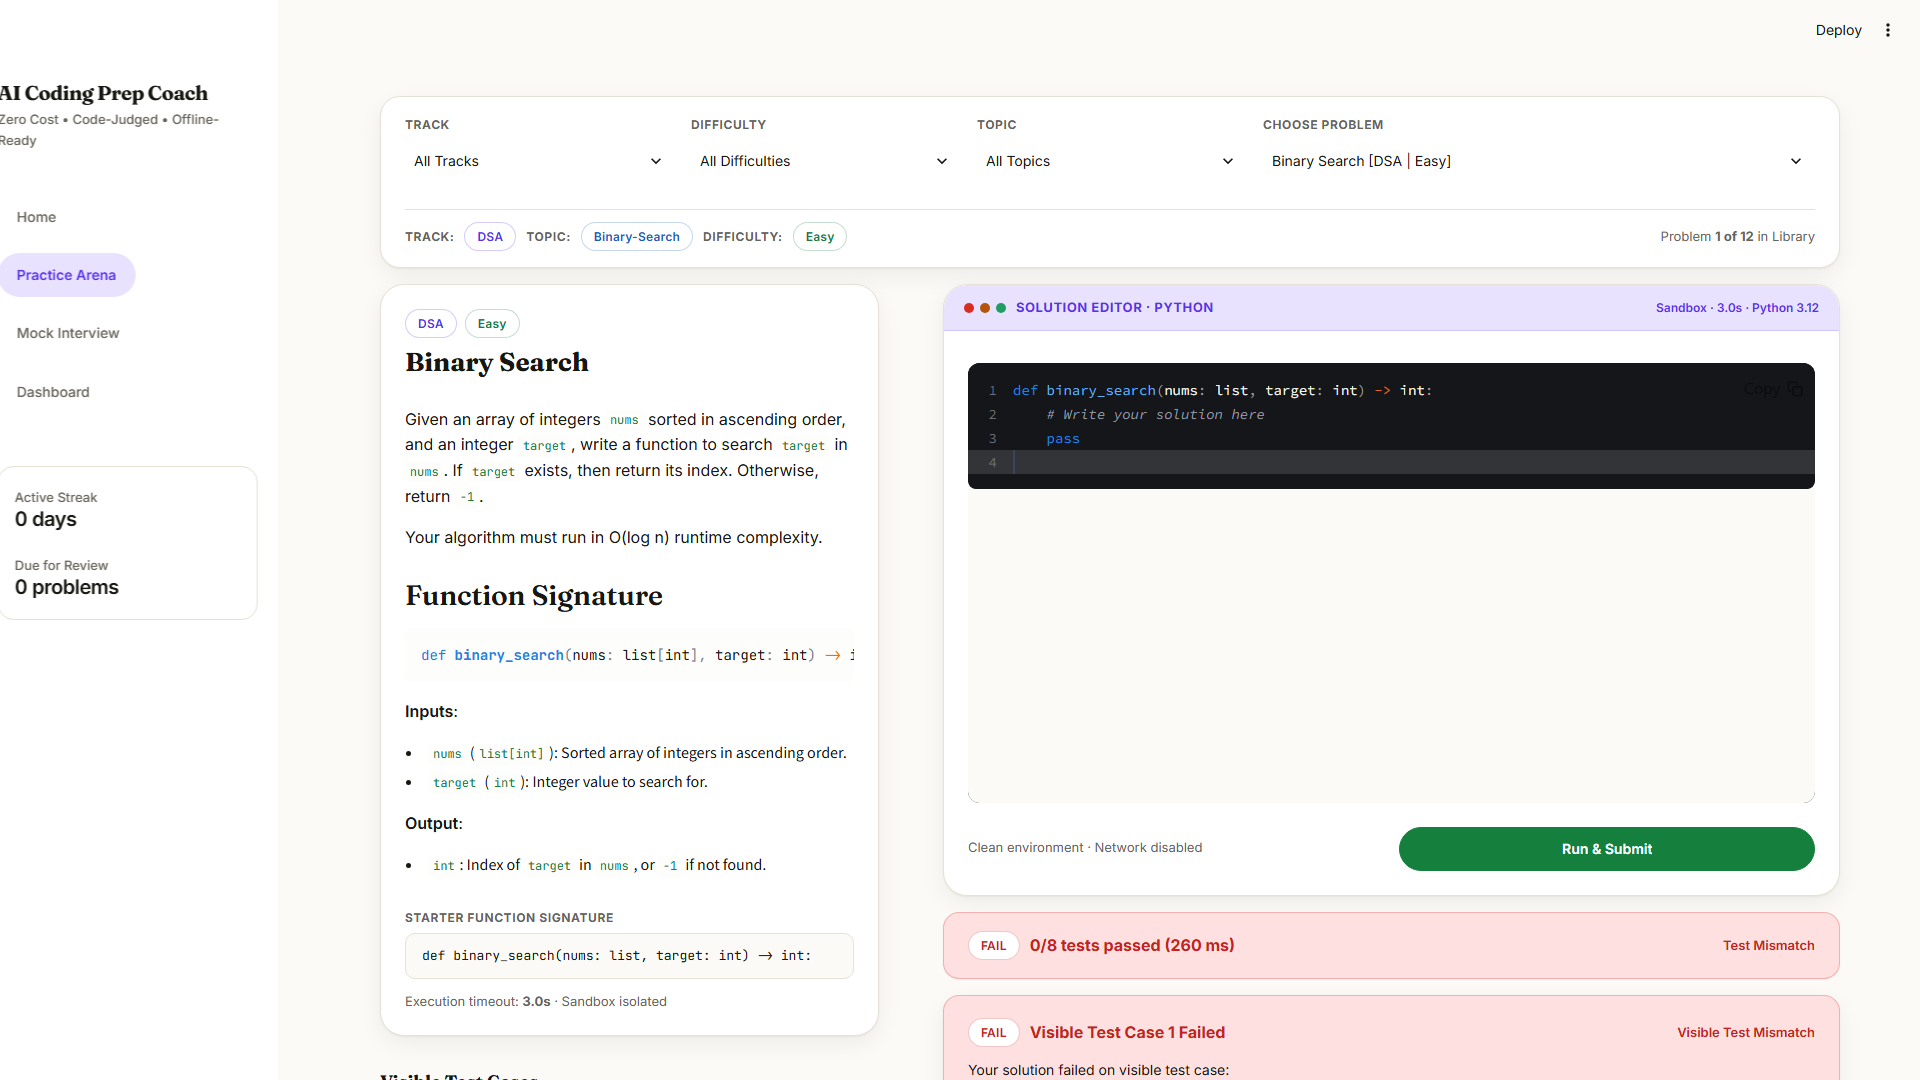 Deploy
AI Coding Prep Coach
Zero Cost • Code-Judged • Offline-
Ready
Home
Practice Arena
Mock Interview
Dashboard
Active Streak
0 days
Due for Review
0 problems
TRACK
DIFFICULTY
TOPIC
CHOOSE PROBLEM
All Tracks
All Difficulties
All Topics
Binary Search [DSA | Easy]
TRACK: DSA TOPIC: Binary-Search DIFFICULTY: Easy
Problem 1 of 12 in Library
DSA Easy
Binary Search
Given an array of integers nums sorted in ascending order,
and an integer target , write a function to search target in
nums . If target exists, then return its index. Otherwise,
return -1 .
Your algorithm must run in O(log n) runtime complexity.
Function Signature
def binary_search(nums: list[int], target: int) → i
Inputs:
• nums ( list[int] ): Sorted array of integers in ascending order.
• target ( int ): Integer value to search for.
Output:
• int : Index of target in nums , or -1 if not found.
STARTER FUNCTION SIGNATURE
def binary_search(nums: list, target: int) → int:
Execution timeout: 3.0s · Sandbox isolated
Visible Test Cases
SOLUTION EDITOR · PYTHON
Sandbox · 3.0s · Python 3.12
1 def binary_search(nums: list, target: int) -> int:
Copy
2 # Write your solution here
3 pass
4
Clean environment · Network disabled
Run & Submit
FAIL 0/8 tests passed (260 ms)
Test Mismatch
FAIL Visible Test Case 1 Failed
Visible Test Mismatch
Your solution failed on visible test case: